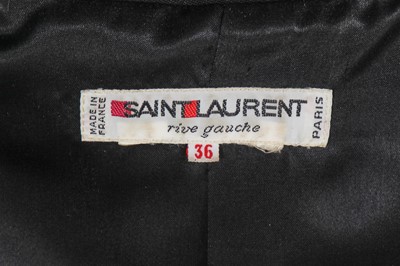 MADE IN
FRANCE
SAINT LAURENT
rive gauche
PARIS
36